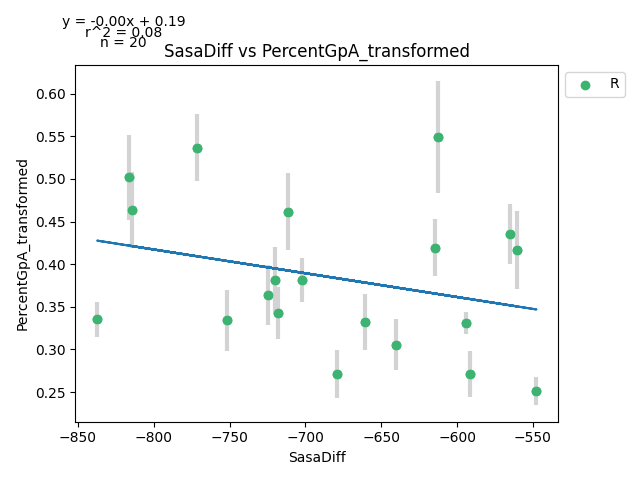 y = -0.00x + 0.19
r^2 = 0.08
n = 20
SasaDiff vs PercentGpA_transformed
R
PercentGpA_transformed
0.60
0.55
0.50
0.45
0.40
0.35
0.30
0.25
−850
−800
−750
−700
−650
−600
−550
SasaDiff